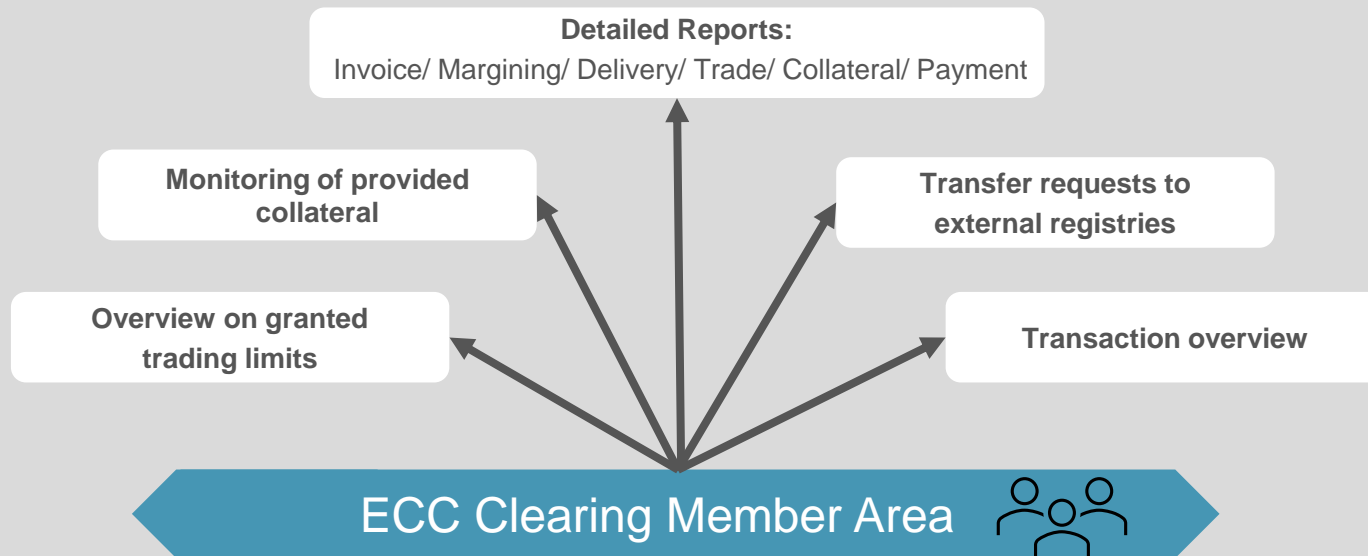 Detailed Reports:
Invoice/ Margining/ Delivery/ Trade/ Collateral/ Payment
Monitoring of provided
collateral
Transfer requests to
external registries
Overview on granted
trading limits
Transaction overview
ECC Clearing Member Area